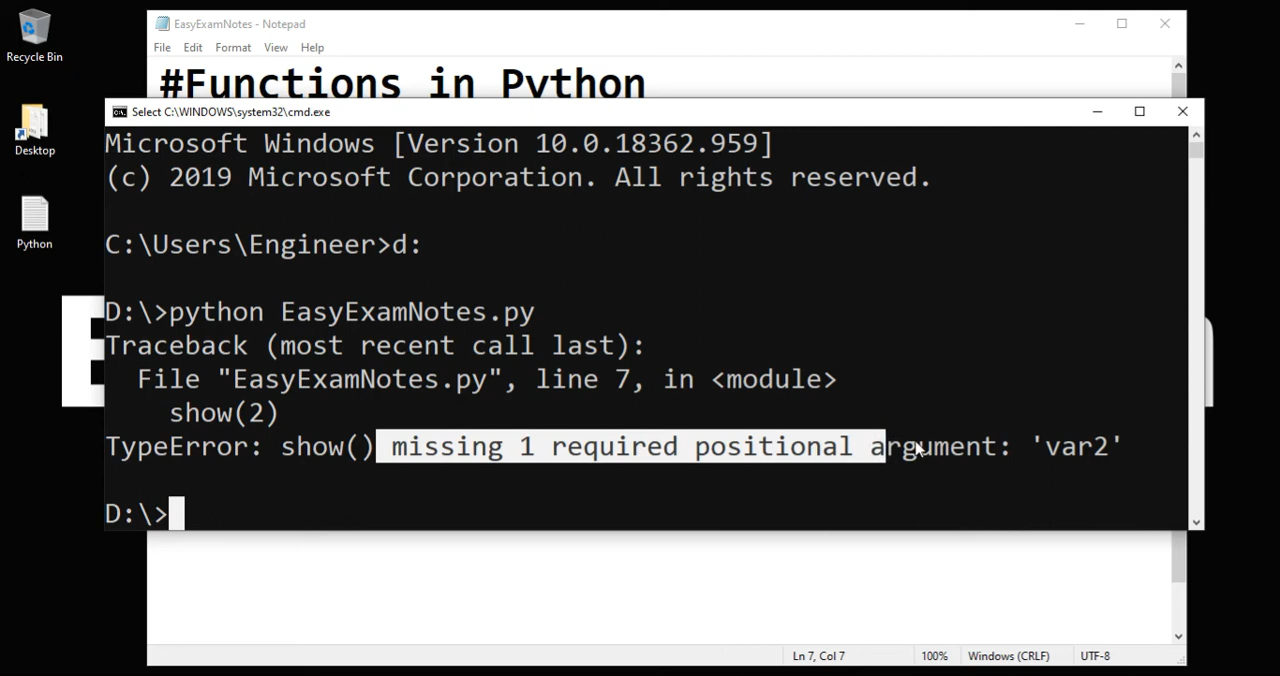 Recycle Bin
Desktop
Python
EasyExamNotes - Notepad
File Edit Format View Help
#Functions in Python
Select C:\WINDOWS\system32\cmd.exe
Microsoft Windows [Version 10.0.18362.959]
(c) 2019 Microsoft Corporation. All rights reserved.
C:\Users\Engineer>d:
D:\>python EasyExamNotes.py
Traceback (most recent call last):
File "EasyExamNotes.py", line 7, in <module>
show(2)
TypeError: show() missing 1 required positional argument: 'var2'
D:\>
Ln 7, Col 7 100% Windows (CRLF) UTF-8